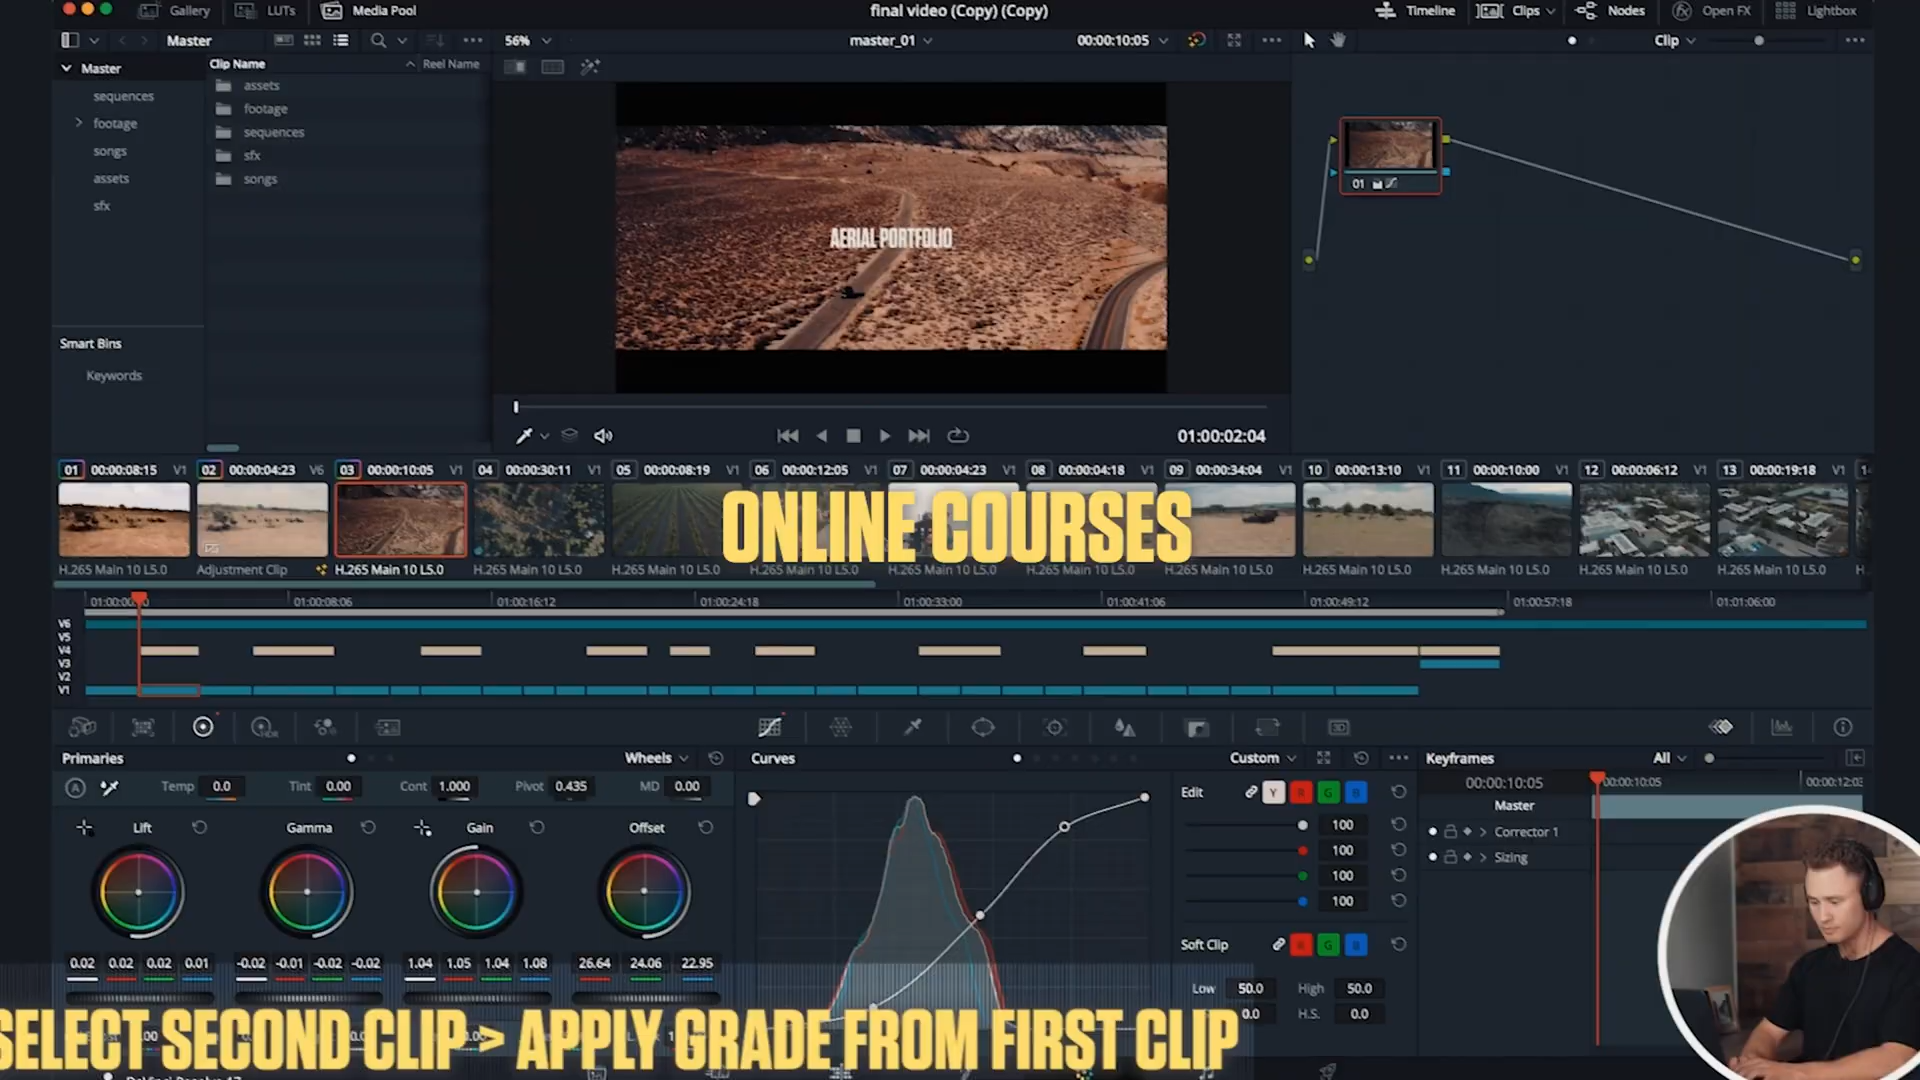 Gallery LUTs Media Pool final video (Copy) (Copy) Timeline Clips Nodes Open FX Lightbox
Master 56% master_01 00:00:10:05 Clip
Master Clip Name Reel Name
sequences assets
footage footage
songs sequences
assets sfx
sfx songs
AERIAL PORTFOLIO
01
Smart Bins
Keywords
01:00:02:04
01 00:00:08:15 V1 02 00:00:04:23 V6 03 00:00:10:05 V1 04 00:00:30:11 V1 05 00:00:08:19 V1 06 00:00:12:05 V1 07 00:00:04:23 V1 08 00:00:04:18 V1 09 00:00:34:04 V1 10 00:00:13:10 V1 11 00:00:10:00 V1 12 00:00:06:12 V1 13 00:00:19:18 V1
ONLINE COURSES
H.265 Main 10 L5.0 Adjustment Clip H.265 Main 10 L5.0 H.265 Main 10 L5.0 H.265 Main 10 L5.0 H.265 Main 10 L5.0 H.265 Main 10 L5.0 H.265 Main 10 L5.0 H.265 Main 10 L5.0 H.265 Main 10 L5.0 H.265 Main 10 L5.0 H.265 Main 10 L5.0 H.265 Main 10 L5.0
01:00:08:06 01:00:16:12 01:00:24:18 01:00:33:00 01:00:41:06 01:00:49:12 01:00:57:18 01:01:06:00
V6
V5
V4
V3
V2
V1
Primaries Wheels Curves Custom Keyframes All
Temp 0.0 Tint 0.00 Cont 1.000 Pivot 0.435 MD 0.00 Edit Y R G B 00:00:10:05 00:00:10:05
Master
Lift Gamma Gain Offset 100 Corrector 1
100 Sizing
100
100
Soft Clip R G B
0.02 0.02 0.02 0.01 -0.02 -0.01 -0.02 -0.02 1.04 1.05 1.04 1.08 26.64 24.06 22.95
Low 50.0 High 50.0
H.S. 0.0
SELECT SECOND CLIP > APPLY GRADE FROM FIRST CLIP